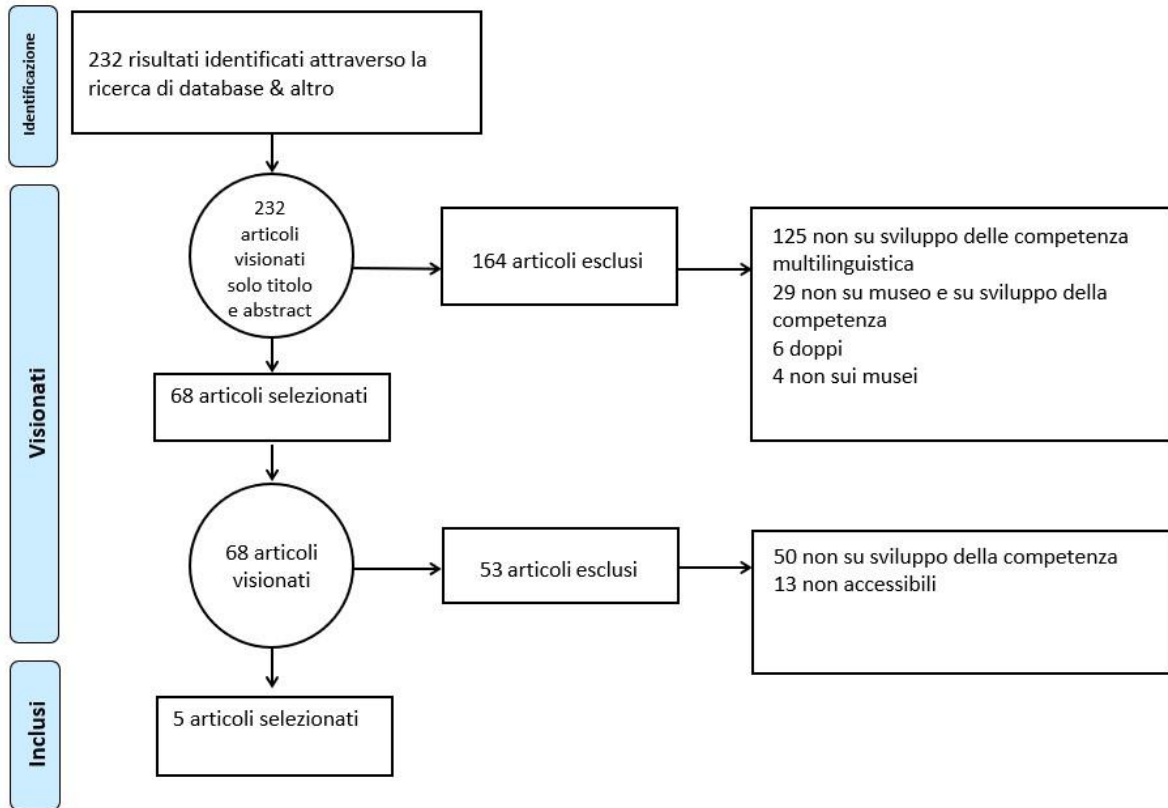 Identificazione
232 risultati identificati attraverso la
ricerca di database & altro
Visionati
232
articoli
visionati
solo titolo
e abstract
164 articoli esclusi
125 non su sviluppo delle competenza
multilinguistica
29 non su museo e su sviluppo della
competenza
6 doppi
4 non sui musei
68 articoli selezionati
68 articoli
visionati
53 articoli esclusi
50 non su sviluppo della competenza
13 non accessibili
Inclusi
5 articoli selezionati